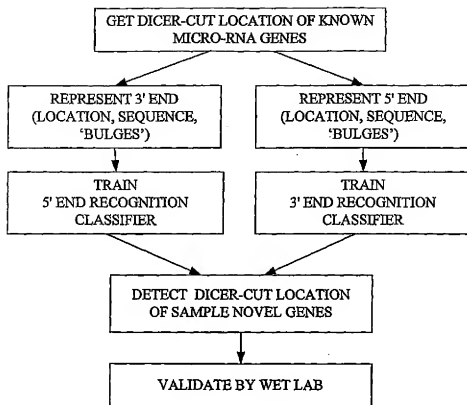 GET DICER-CUT LOCATION OF KNOWN
MICRO-RNA GENES
REPRESENT 3' END
(LOCATION, SEQUENCE,
‘BULGES’)
REPRESENT 5' END
(LOCATION, SEQUENCE,
‘BULGES’)
TRAIN
5' END RECOGNITION
CLASSIFIER
TRAIN
3' END RECOGNITION
CLASSIFIER
DETECT DICER-CUT LOCATION
OF SAMPLE NOVEL GENES
VALIDATE BY WET LAB